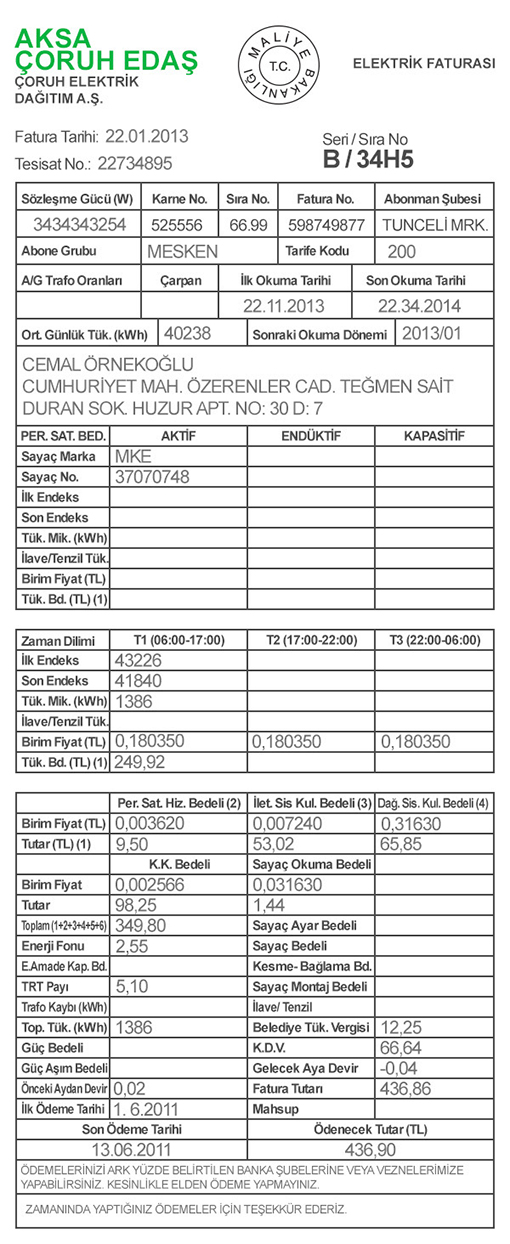 AKSA
ÇORUH EDAŞ
ÇORUH ELEKTRİK
DAĞITIM A.Ş.
MALİYE BAKANLIĞI
T.C.
ELEKTRİK FATURASI
Fatura Tarihi: 22.01.2013
Tesisat No.: 22734895
Seri / Sıra No
B / 34H5
Sözleşme Gücü (W) Karne No. Sıra No. Fatura No. Abonman Şubesi
3434343254 525556 66.99 598749877 TUNCELİ MRK.
Abone Grubu MESKEN Tarife Kodu 200
A/G Trafo Oranları Çarpan İlk Okuma Tarihi Son Okuma Tarihi
22.11.2013 22.34.2014
Ort. Günlük Tük. (kWh) 40238 Sonraki Okuma Dönemi 2013/01
CEMAL ÖRNEKOĞLU
CUMHURİYET MAH. ÖZERENLER CAD. TEĞMEN SAİT
DURAN SOK. HUZUR APT. NO: 30 D: 7
PER. SAT. BED. AKTİF ENDÜKTİF KAPASİTİF
Sayaç Marka MKE
Sayaç No. 37070748
İlk Endeks
Son Endeks
Tük. Mik. (kWh)
İlave/Tenzil Tük.
Birim Fiyat (TL)
Tük. Bd. (TL) (1)
Zaman Dilimi T1 (06:00-17:00) T2 (17:00-22:00) T3 (22:00-06:00)
İlk Endeks 43226
Son Endeks 41840
Tük. Mik. (kWh) 1386
İlave/Tenzil Tük.
Birim Fiyat (TL) 0,180350 0,180350 0,180350
Tük. Bd. (TL) (1) 249,92
Per. Sat. Hiz. Bedeli (2) İlet. Sis Kul. Bedeli (3) Dağ. Sis. Kul. Bedeli (4)
Birim Fiyat (TL) 0,003620 0,007240 0,31630
Tutar (TL) (1) 9,50 53,02 65,85
K.K. Bedeli Sayaç Okuma Bedeli
Birim Fiyat 0,002566 0,031630
Tutar 98,25 1,44
Toplam (1+2+3+4+5+6) 349,80 Sayaç Ayar Bedeli
Enerji Fonu 2,55 Sayaç Bedeli
E.Amade Kap. Bd. Kesme- Bağlama Bd.
TRT Payı 5,10 Sayaç Montaj Bedeli
Trafo Kaybı (kWh) İlave/ Tenzil
Top. Tük. (kWh) 1386 Belediye Tük. Vergisi 12,25
Güç Bedeli K.D.V. 66,64
Güç Aşım Bedeli Gelecek Aya Devir -0,04
Önceki Aydan Devir 0,02 Fatura Tutarı 436,86
İlk Ödeme Tarihi 1. 6.2011 Mahsup
Son Ödeme Tarihi Ödenecek Tutar (TL)
13.06.2011 436,90
ÖDEMELERİNİZİ ARK YÜZDE BELİRTİLEN BANKA ŞUBELERİNE VEYA VEZNELERİMİZE
YAPABİLİRSİNİZ. KESİNLİKLE ELDEN ÖDEME YAPMAYINIZ.
ZAMANINDA YAPTIĞINIZ ÖDEMELER İÇİN TEŞEKKÜR EDERİZ.